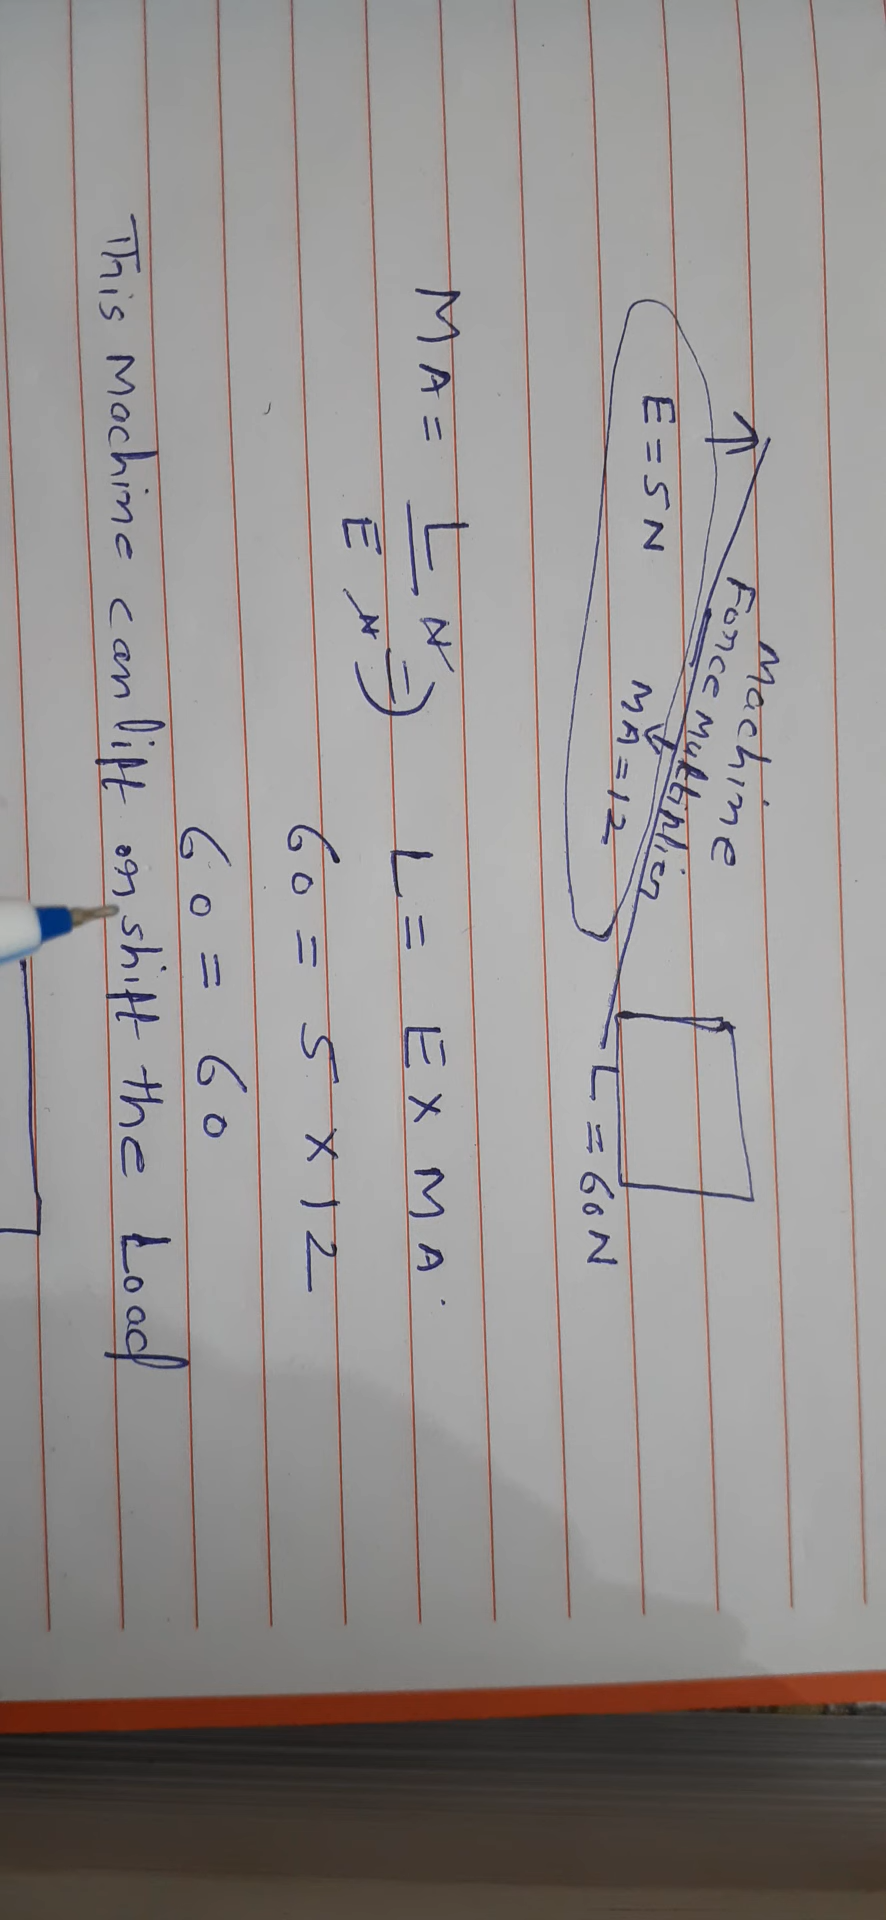 Machine
Force Multiplier
E = 5N
MA = 12
L = 60N
MA = L N / E N ⇒ L = E × MA.
60 = 5 × 12
60 = 60
This Machine can lift or shift the Load